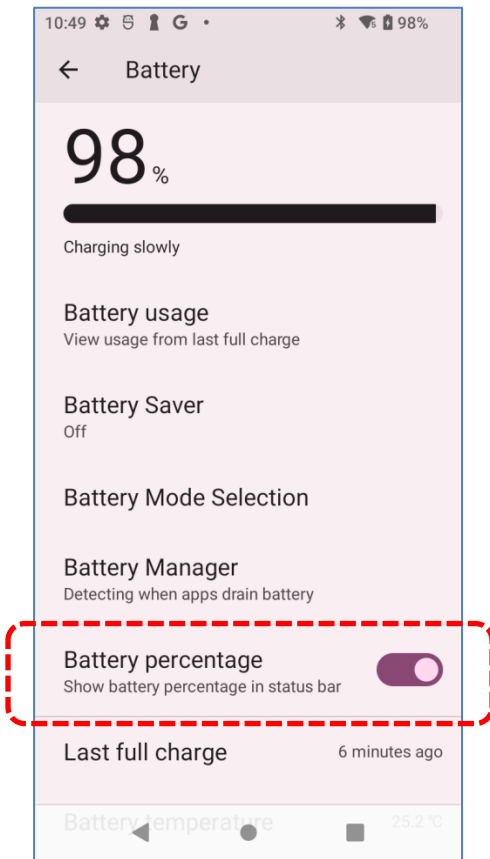 10:49 G 98%
Battery
98%
Charging slowly
Battery usage
View usage from last full charge
Battery Saver
Off
Battery Mode Selection
Battery Manager
Detecting when apps drain battery
Battery percentage
Show battery percentage in status bar
Last full charge 6 minutes ago
Battery temperature 25.2 °C